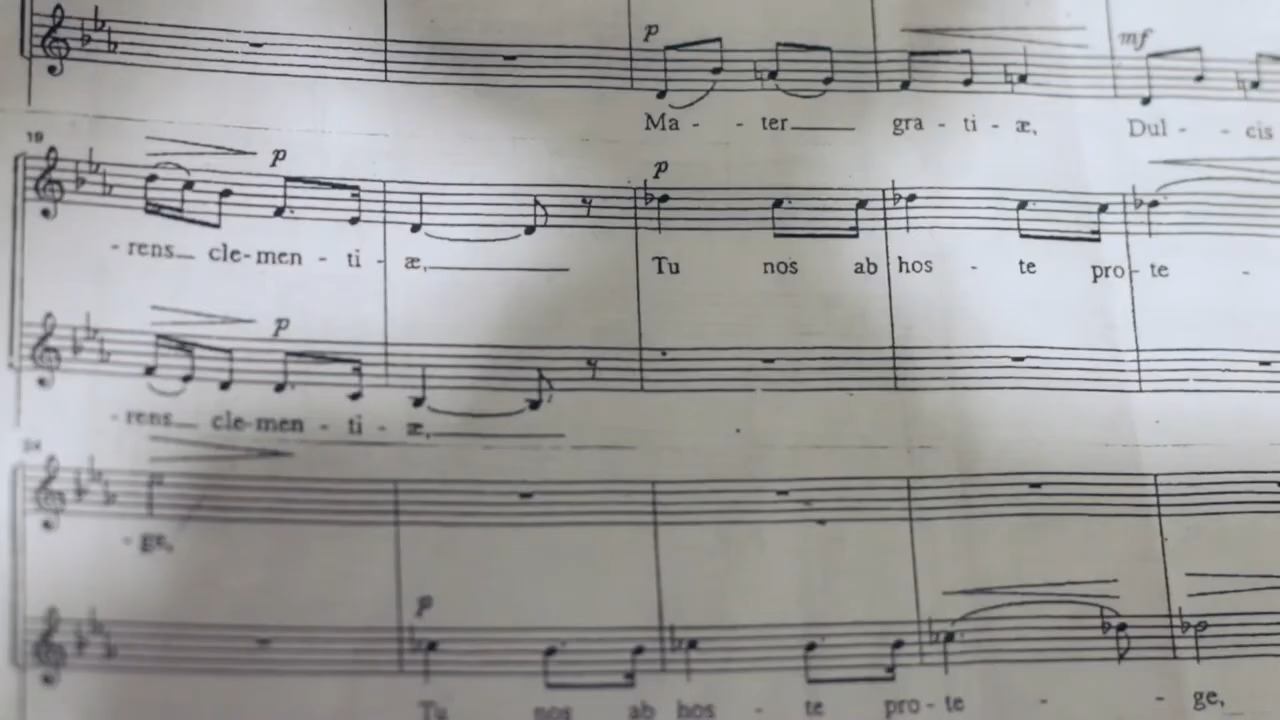 p mf
Ma - - ter gra - ti - æ, Dul - - cis
19
p p
- rens cle-men - ti - æ, Tu nos ab hos - te pro - te -
p
- rens cle-men - ti - æ,
24
- ge,
p
Tu nos ab hos - te pro - te - - ge,